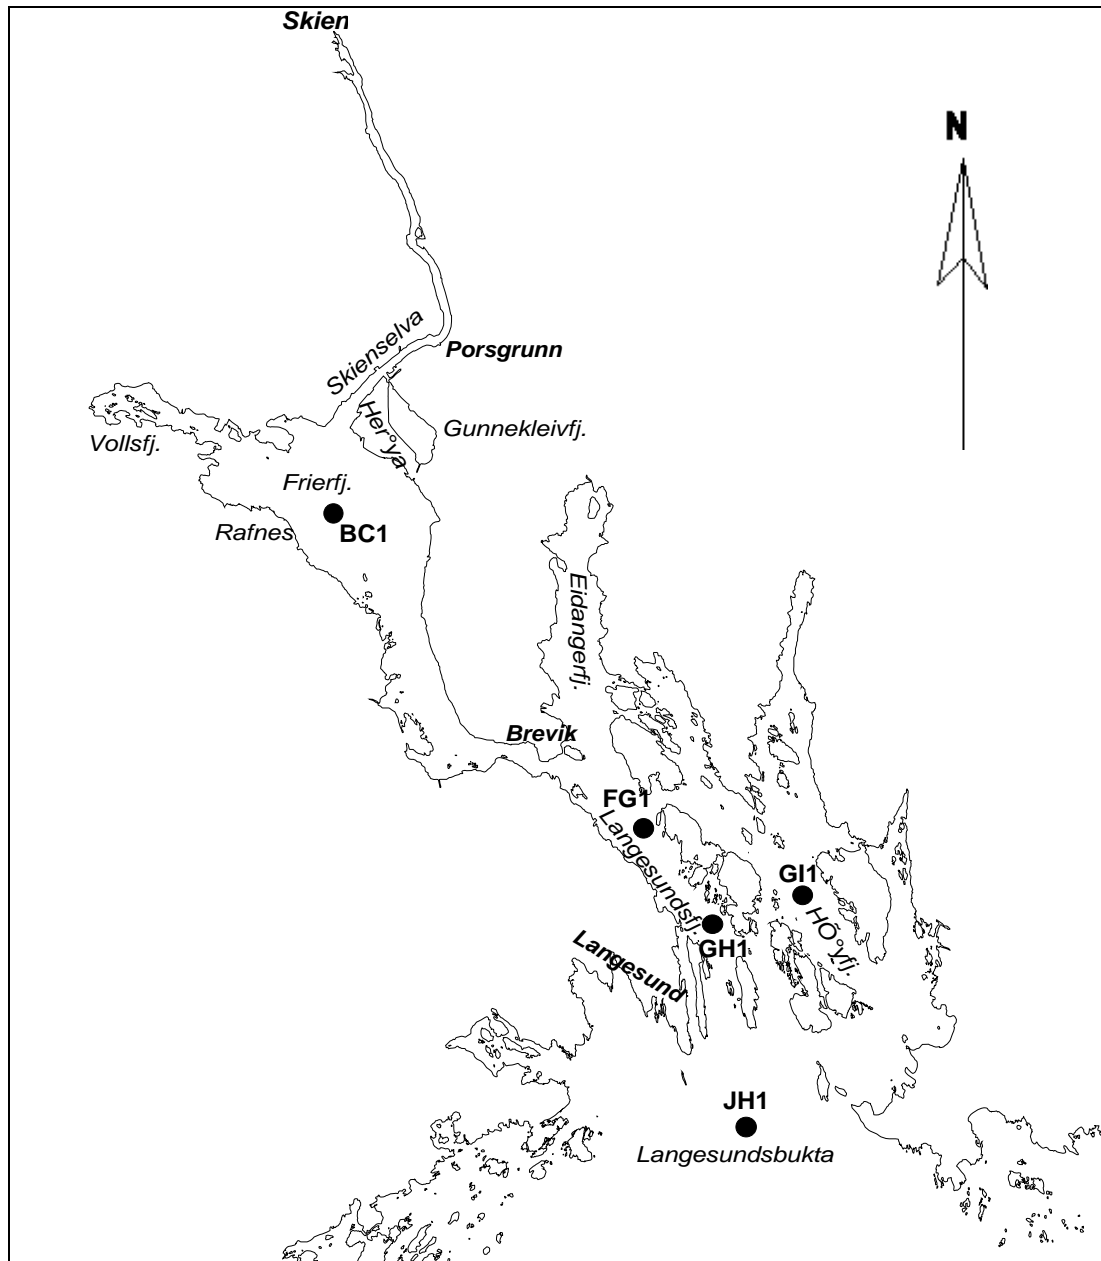 Skien
N
Skienselva
Porsgrunn
Her°ya
Gunnekleivfj.
Vollsfj.
Frierfj.
Rafnes
BC1
Eidangerfj.
Brevik
FG1
Langesundsfj.
GI1
HÕ°yfj.
GH1
Langesund
JH1
Langesundsbukta